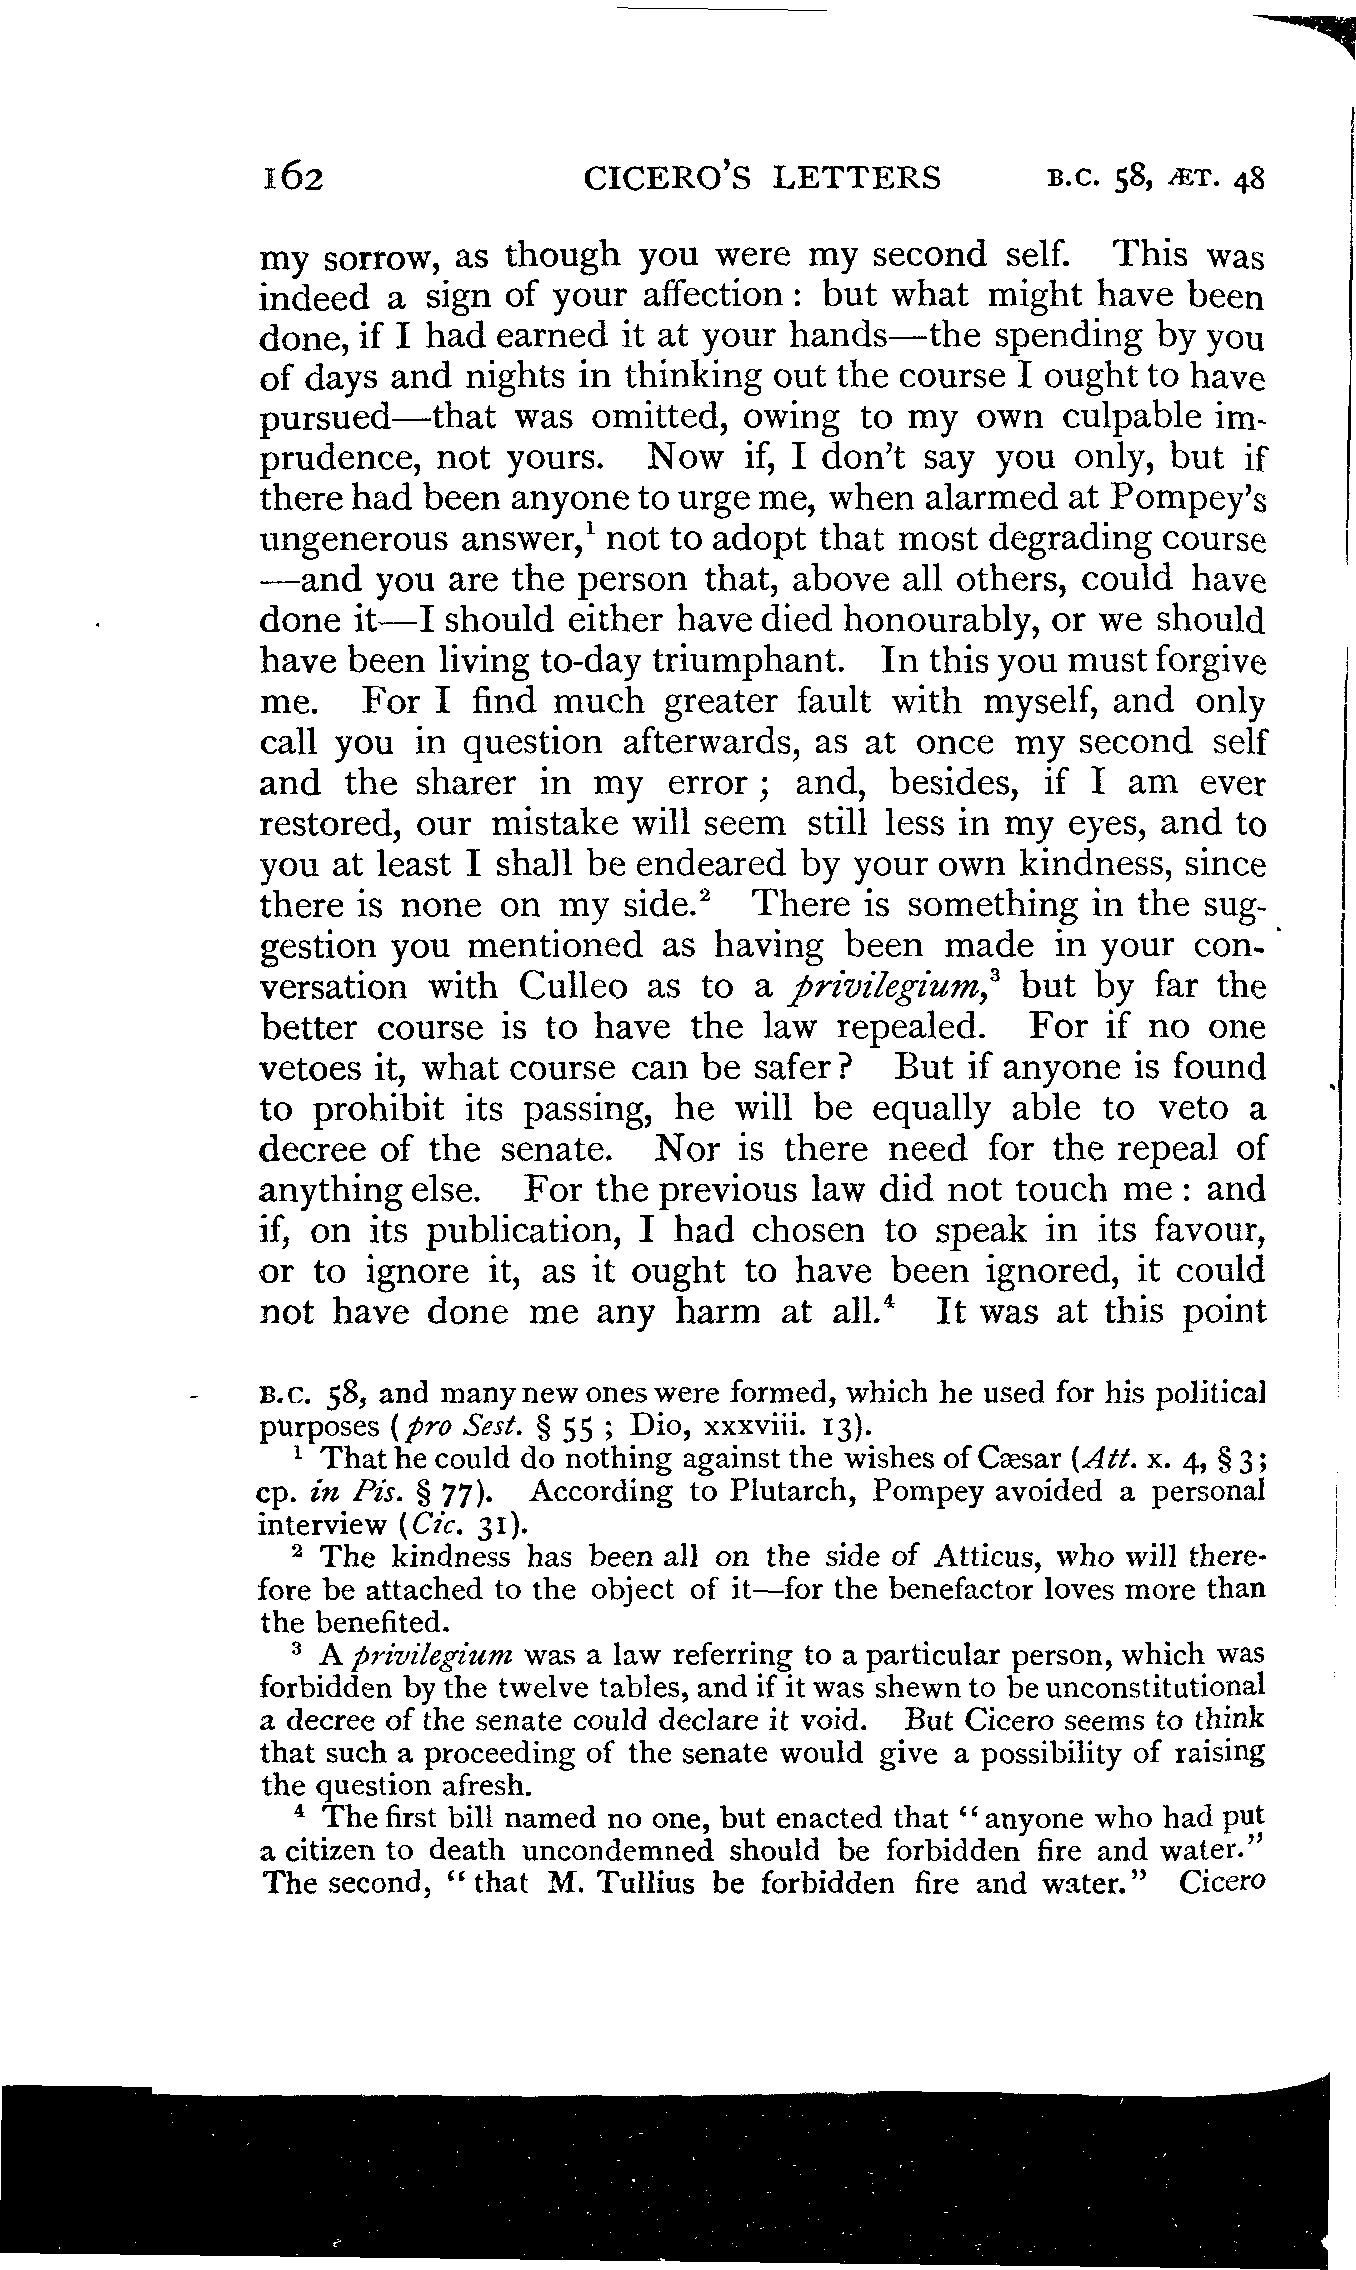 162 CICERO'S LETTERS B.C. 58, ÆT. 48
my sorrow, as though you were my second self. This was
indeed a sign of your affection : but what might have been
done, if I had earned it at your hands—the spending by you
of days and nights in thinking out the course I ought to have
pursued—that was omitted, owing to my own culpable im-
prudence, not yours. Now if, I don't say you only, but if
there had been anyone to urge me, when alarmed at Pompey's
ungenerous answer,¹ not to adopt that most degrading course
—and you are the person that, above all others, could have
done it—I should either have died honourably, or we should
have been living to-day triumphant. In this you must forgive
me. For I find much greater fault with myself, and only
call you in question afterwards, as at once my second self
and the sharer in my error ; and, besides, if I am ever
restored, our mistake will seem still less in my eyes, and to
you at least I shall be endeared by your own kindness, since
there is none on my side.² There is something in the sug-
gestion you mentioned as having been made in your con-
versation with Culleo as to a privilegium,³ but by far the
better course is to have the law repealed. For if no one
vetoes it, what course can be safer? But if anyone is found
to prohibit its passing, he will be equally able to veto a
decree of the senate. Nor is there need for the repeal of
anything else. For the previous law did not touch me : and
if, on its publication, I had chosen to speak in its favour,
or to ignore it, as it ought to have been ignored, it could
not have done me any harm at all.⁴ It was at this point
B.C. 58, and many new ones were formed, which he used for his political
purposes (pro Sest. § 55 ; Dio, xxxviii. 13).
¹ That he could do nothing against the wishes of Cæsar (Att. x. 4, § 3;
cp. in Pis. § 77). According to Plutarch, Pompey avoided a personal
interview (Cic. 31).
² The kindness has been all on the side of Atticus, who will there-
fore be attached to the object of it—for the benefactor loves more than
the benefited.
³ A privilegium was a law referring to a particular person, which was
forbidden by the twelve tables, and if it was shewn to be unconstitutional
a decree of the senate could declare it void. But Cicero seems to think
that such a proceeding of the senate would give a possibility of raising
the question afresh.
⁴ The first bill named no one, but enacted that "anyone who had put
a citizen to death uncondemned should be forbidden fire and water."
The second, "that M. Tullius be forbidden fire and water." Cicero